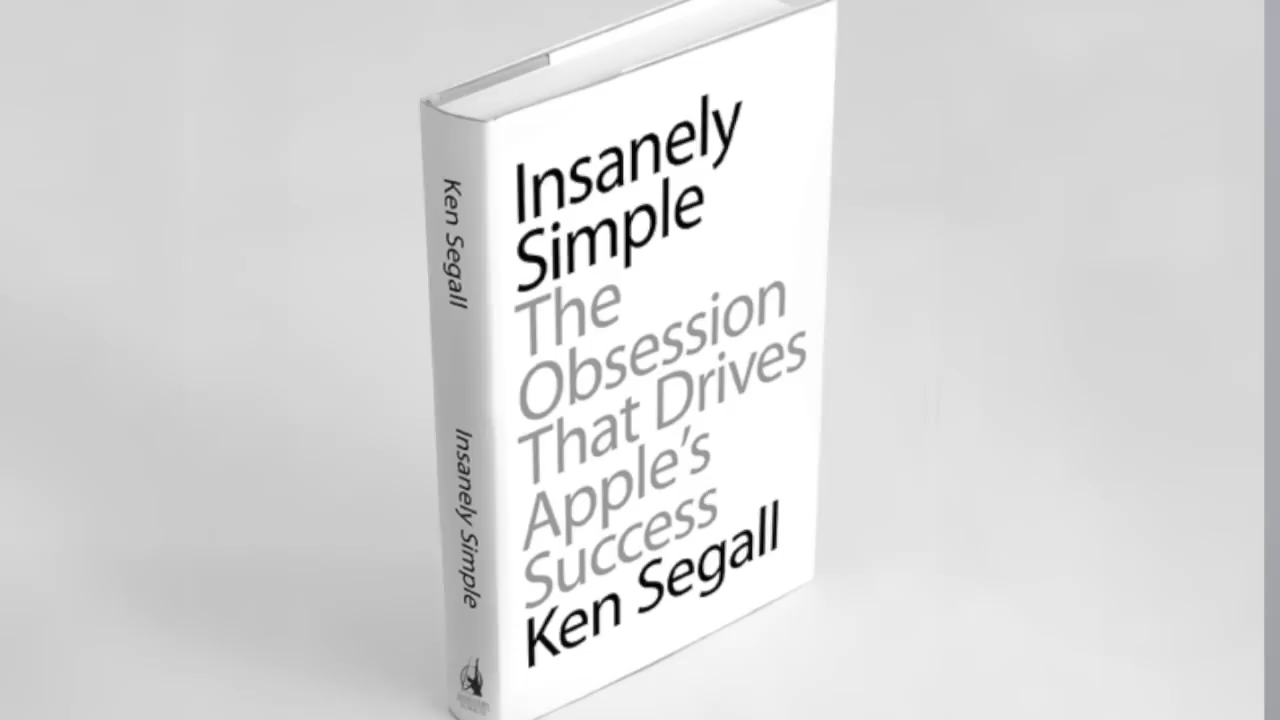 Insanely
Simple
The
Obsession
That Drives
Apple's
Success
Ken Segall
Ken Segall
Insanely Simple